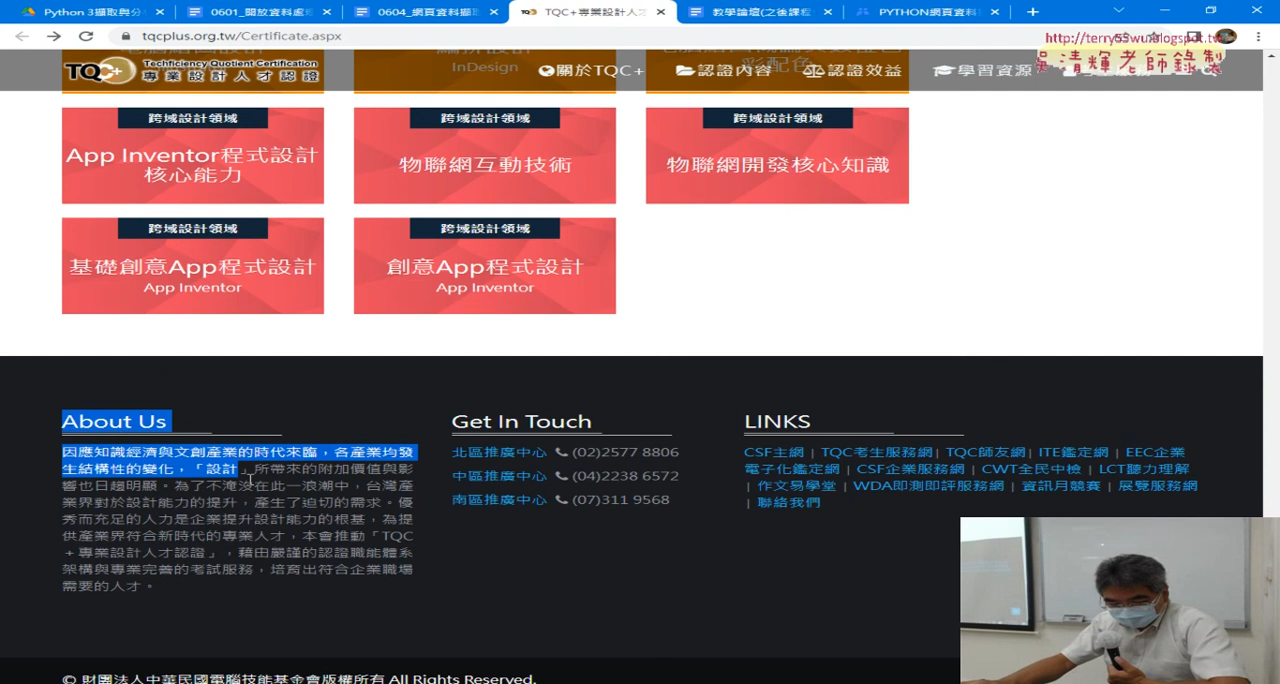 Python 3擷取與分
0601_開放資料處
0604_網頁資料擷
TQC+專業設計人才
教學論壇(之後課程
PYTHON網頁資料
tqcplus.org.tw/Certificate.aspx
http://terry55wu.blogspot.tw
吳清輝老師錄製
TQC+
Techficiency Quotient Certification
專業設計人才認證
InDesign
關於TQC+
認證內容
認證效益
學習資源
跨域設計領域
跨域設計領域
跨域設計領域
App Inventor程式設計
核心能力
物聯網互動技術
物聯網開發核心知識
跨域設計領域
跨域設計領域
基礎創意App程式設計
App Inventor
創意App程式設計
App Inventor
About Us
因應知識經濟與文創產業的時代來臨，各產業均發
生結構性的變化，「設計」所帶來的附加價值與影
響也日趨明顯。為了不淹沒在此一浪潮中，台灣產
業界對於設計能力的提升，產生了迫切的需求。優
秀而充足的人力是企業提升設計能力的根基，為提
供產業界符合新時代的專業人才，本會推動「TQC
+專業設計人才認證」，藉由嚴謹的認證職能體系
架構與專業完善的考試服務，培育出符合企業職場
需要的人才。
Get In Touch
北區推廣中心 (02)2577 8806
中區推廣中心 (04)2238 6572
南區推廣中心 (07)311 9568
LINKS
CSF主網 | TQC考生服務網 | TQC師友網 | ITE鑑定網 | EEC企業
電子化鑑定網 | CSF企業服務網 | CWT全民中檢 | LCT聽力理解
| 作文易學堂 | WDA即測即評服務網 | 資訊月競賽 | 展覽服務網
| 聯絡我們
© 財團法人中華民國電腦技能基金會版權所有 All Rights Reserved.